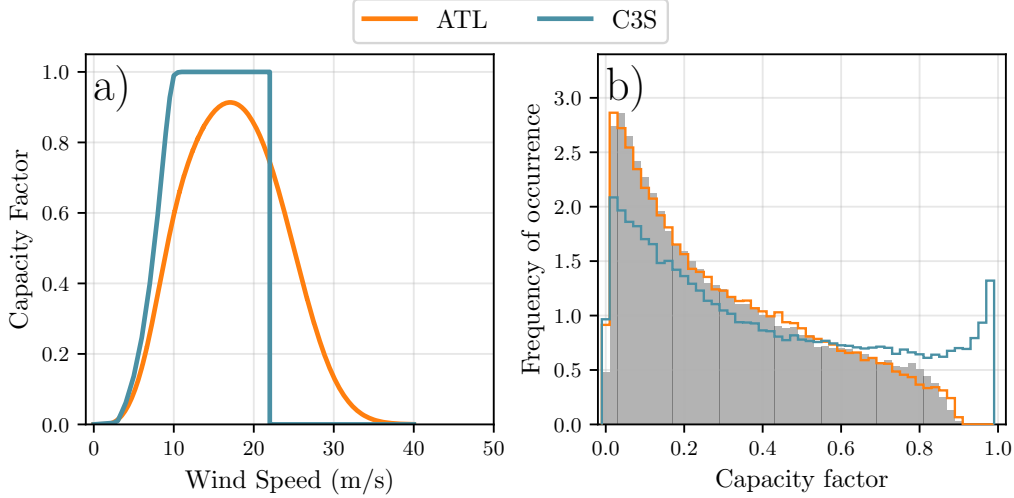 ATL C3S
a)
Capacity Factor
1.0
0.8
0.6
0.4
0.2
0.0
0 10 20 30 40 50
Wind Speed (m/s)
b)
Frequency of occurrence
3.0
2.5
2.0
1.5
1.0
0.5
0.0
0.0 0.2 0.4 0.6 0.8 1.0
Capacity factor